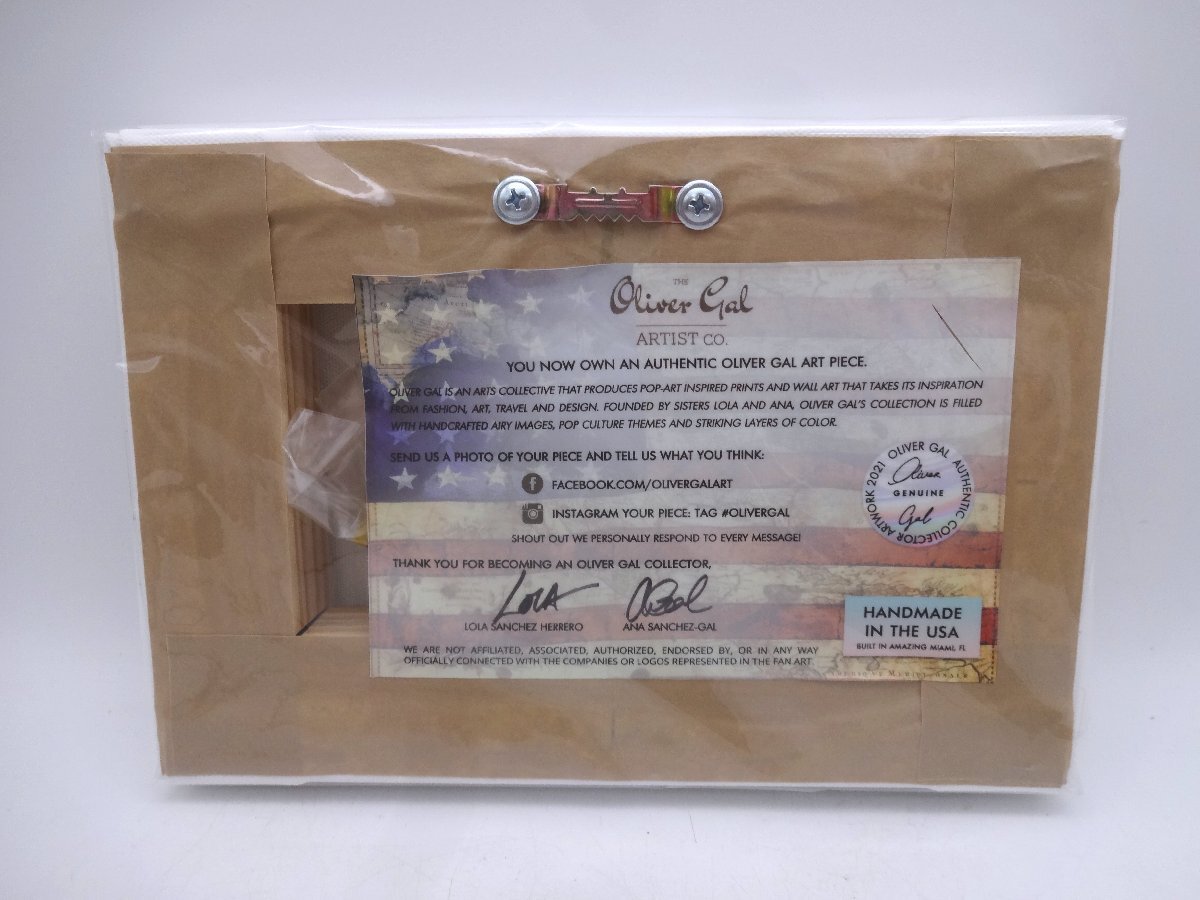 THE
Oliver Gal
ARTIST CO.
YOU NOW OWN AN AUTHENTIC OLIVER GAL ART PIECE.
OLIVER GAL IS AN ARTS COLLECTIVE THAT PRODUCES POP-ART INSPIRED PRINTS AND WALL ART THAT TAKES ITS INSPIRATION
FROM FASHION, ART, TRAVEL AND DESIGN. FOUNDED BY SISTERS LOLA AND ANA, OLIVER GAL'S COLLECTION IS FILLED
WITH HANDCRAFTED AIRY IMAGES, POP CULTURE THEMES AND STRIKING LAYERS OF COLOR.
SEND US A PHOTO OF YOUR PIECE AND TELL US WHAT YOU THINK:
FACEBOOK.COM/OLIVERGALART
INSTAGRAM YOUR PIECE: TAG #OLIVERGAL
SHOUT OUT WE PERSONALLY RESPOND TO EVERY MESSAGE!
OLIVER GAL AUTHENTIC COLLECTOR ARTWORK 2021
Oliver
GENUINE
Gal
THANK YOU FOR BECOMING AN OLIVER GAL COLLECTOR,
LOLA
LOLA SANCHEZ HERRERO ANA SANCHEZ-GAL
HANDMADE
IN THE USA
BUILT IN AMAZING MIAMI, FL
WE ARE NOT AFFILIATED, ASSOCIATED, AUTHORIZED, ENDORSED BY, OR IN ANY WAY
OFFICIALLY CONNECTED WITH THE COMPANIES OR LOGOS REPRESENTED IN THE FAN ART